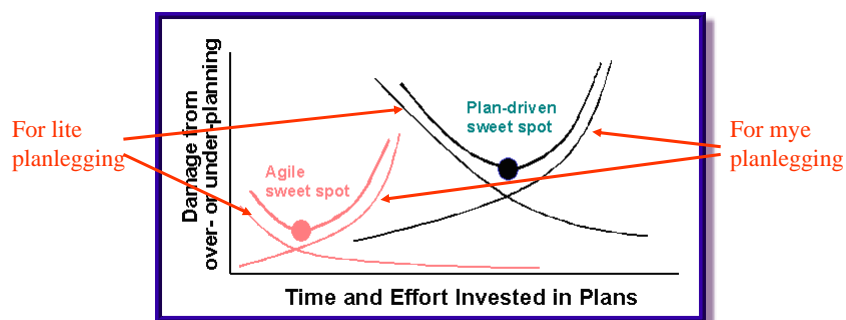 For lite
planlegging
Damage from
over- or under-planning
Agile
sweet spot
Plan-driven
sweet spot
For mye
planlegging
Time and Effort Invested in Plans